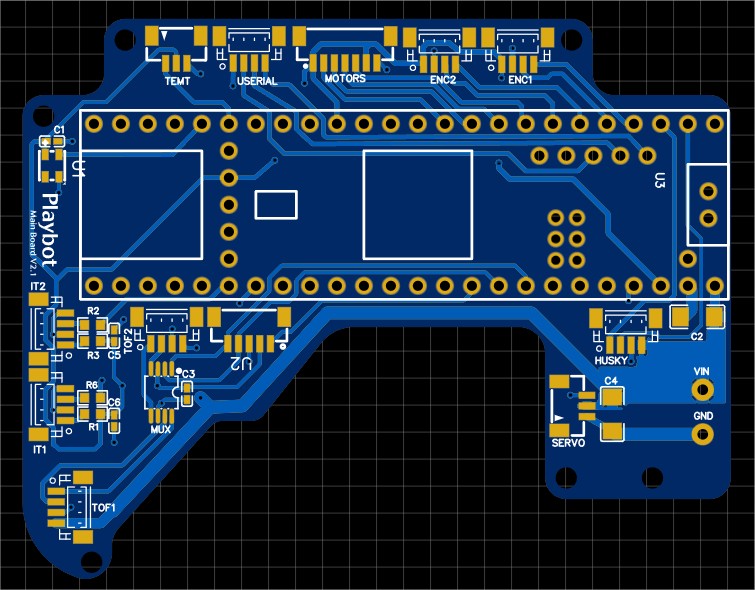 TEMT
USERIAL
MOTORS
ENC2
ENC1
C1
U1
U3
Playbot
Main Board V2.1
IT2
R2
R3
C5
TOF2
U2
HUSKY
C2
R6
C6
R1
C3
MUX
IT1
C4
VIN
GND
SERVO
TOF1